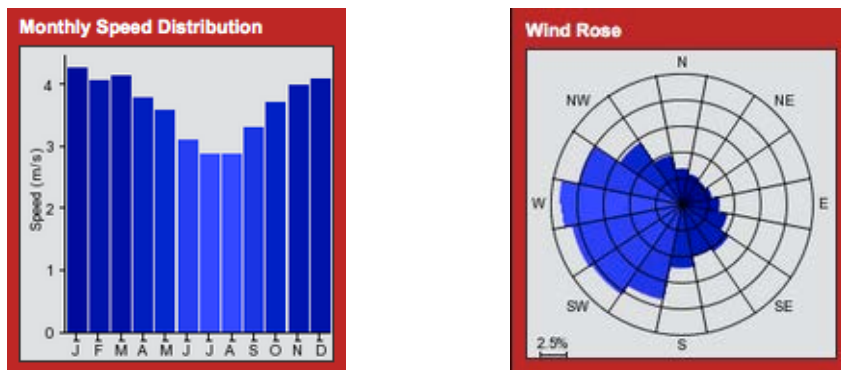 Monthly Speed Distribution
Speed (m/s)
4
3
2
1
0
J F M A M J J A S O N D
Wind Rose
N
NW NE
W E
SW SE
S
2.5%